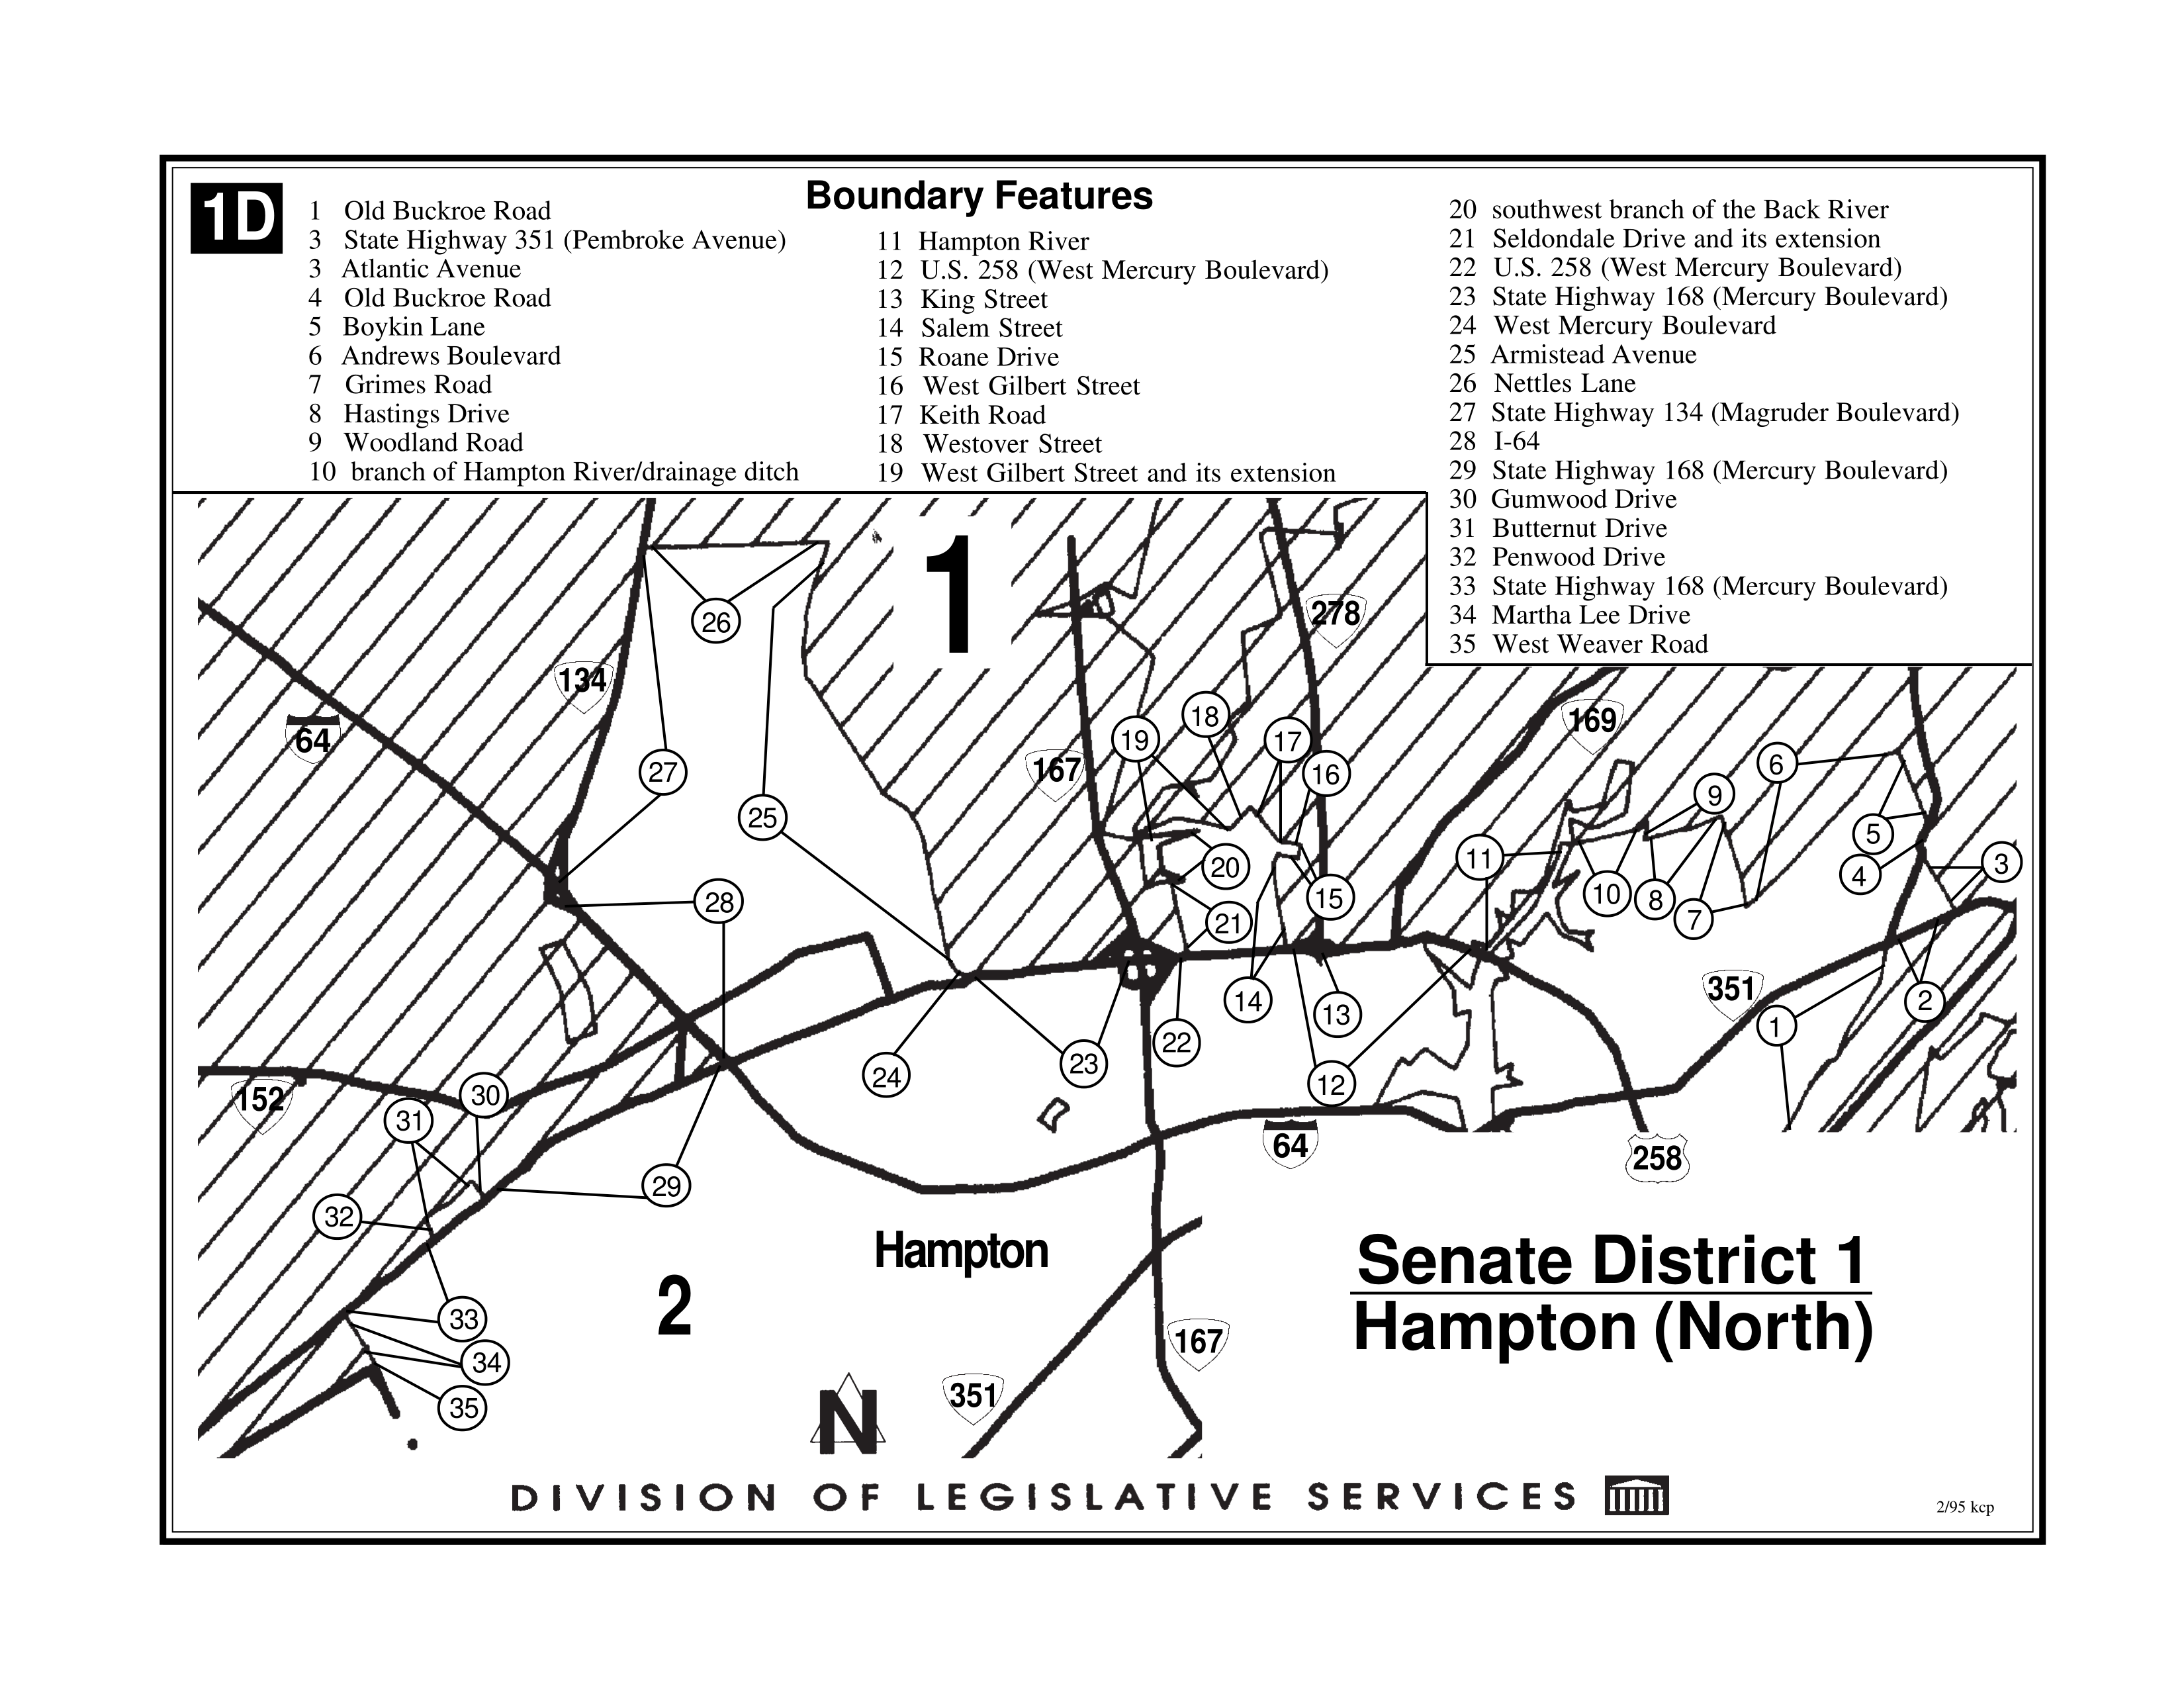 1D
Boundary Features
1 Old Buckroe Road
3 State Highway 351 (Pembroke Avenue)
3 Atlantic Avenue
4 Old Buckroe Road
5 Boykin Lane
6 Andrews Boulevard
7 Grimes Road
8 Hastings Drive
9 Woodland Road
10 branch of Hampton River/drainage ditch
11 Hampton River
12 U.S. 258 (West Mercury Boulevard)
13 King Street
14 Salem Street
15 Roane Drive
16 West Gilbert Street
17 Keith Road
18 Westover Street
19 West Gilbert Street and its extension
20 southwest branch of the Back River
21 Seldondale Drive and its extension
22 U.S. 258 (West Mercury Boulevard)
23 State Highway 168 (Mercury Boulevard)
24 West Mercury Boulevard
25 Armistead Avenue
26 Nettles Lane
27 State Highway 134 (Magruder Boulevard)
28 I-64
29 State Highway 168 (Mercury Boulevard)
30 Gumwood Drive
31 Butternut Drive
32 Penwood Drive
33 State Highway 168 (Mercury Boulevard)
34 Martha Lee Drive
35 West Weaver Road
1
26
278
134
64
169
18
19
17
6
167
16
27
9
25
5
11
3
20
4
10
8
15
28
7
21
351
14
2
13
1
22
23
24
12
30
152
31
64
258
29
32
Hampton
Senate District 1
2
33
Hampton (North)
167
34
351
35
N
DIVISION OF LEGISLATIVE SERVICES
2/95 kcp